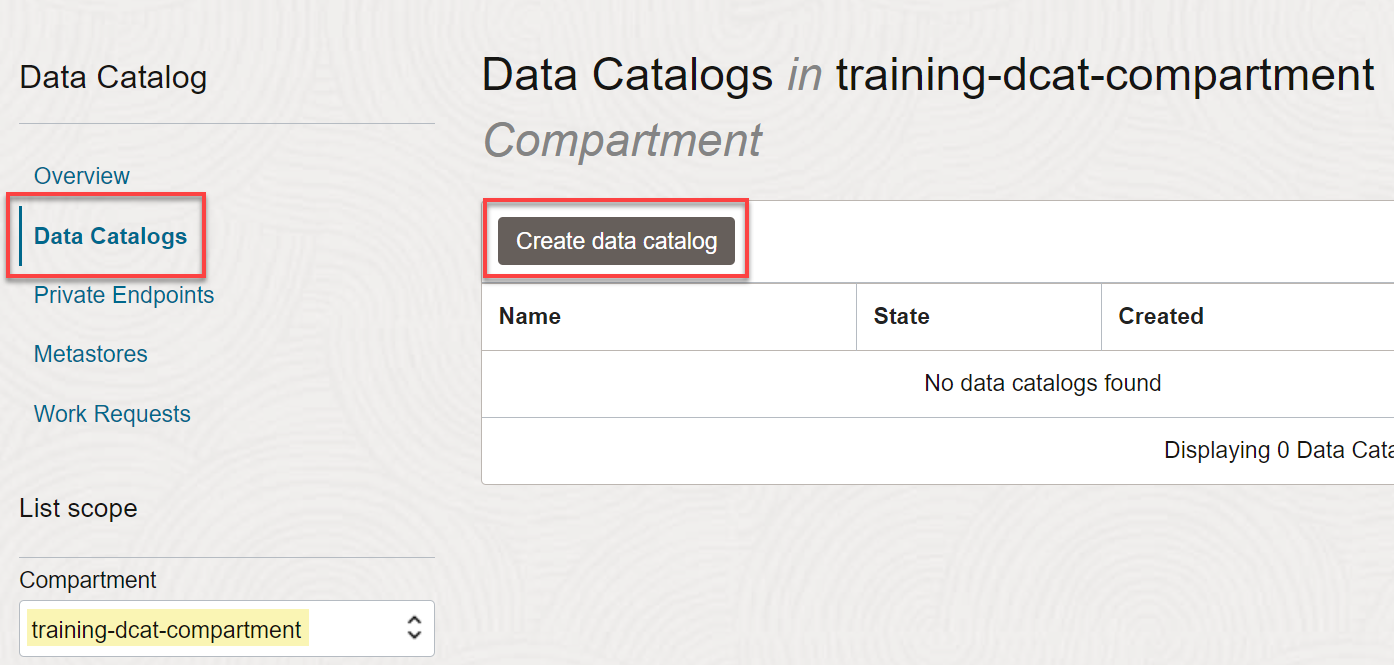 Data Catalog
Overview
Data Catalogs
Private Endpoints
Metastores
Work Requests
List scope
Compartment
training-dcat-compartment
Data Catalogs in training-dcat-compartment
Compartment
Create data catalog
Name State Created
No data catalogs found
Displaying 0 Data Cata